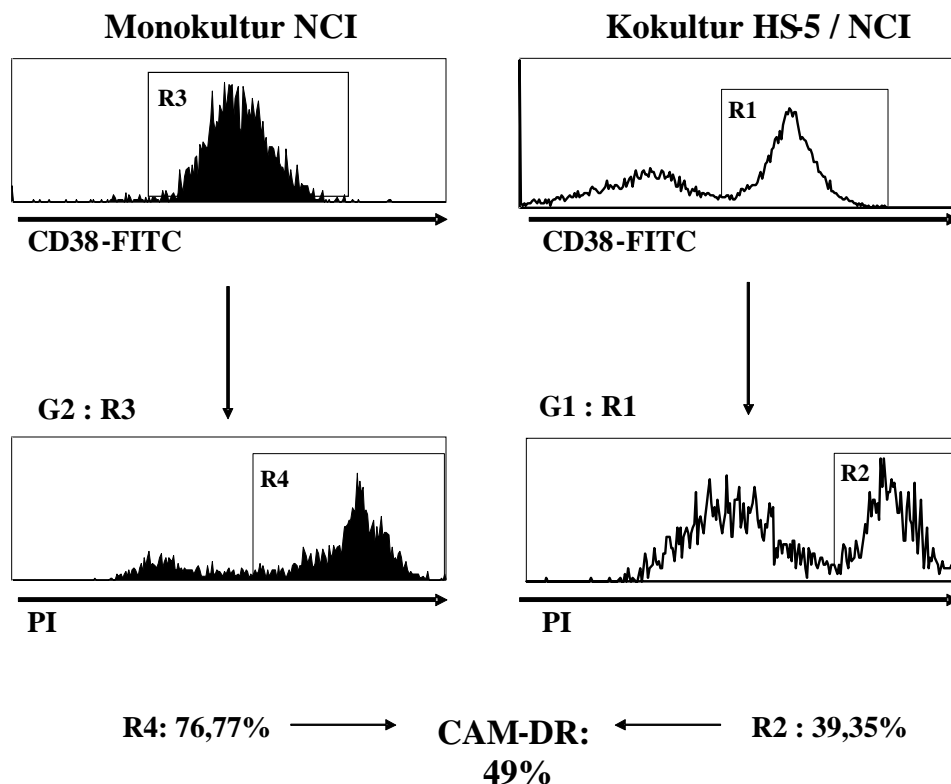 Monokultur NCI
Kokultur HS-5 / NCI
R3
R1
CD38-FITC
CD38-FITC
G2 : R3
G1 : R1
R4
R2
PI
PI
R4: 76,77%
CAM-DR:
49%
R2 : 39,35%